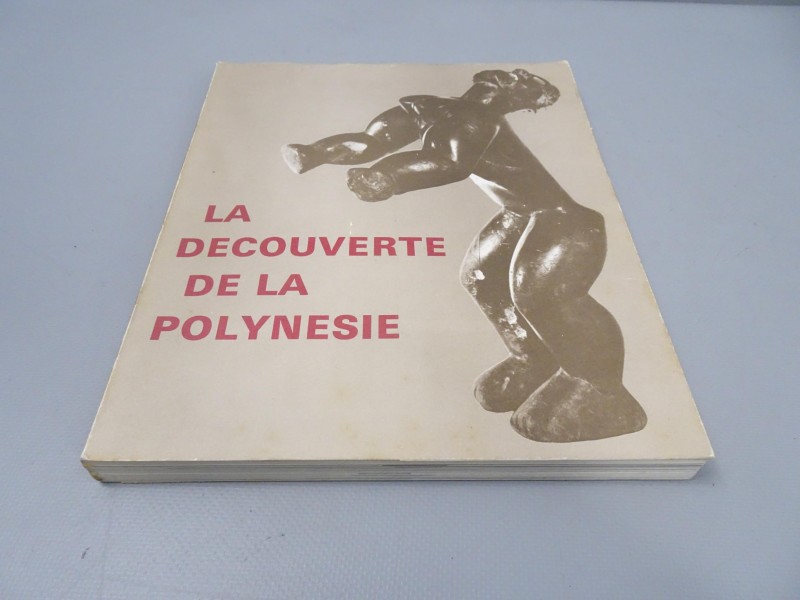 LA
DECOUVERTE
DE LA
POLYNESIE